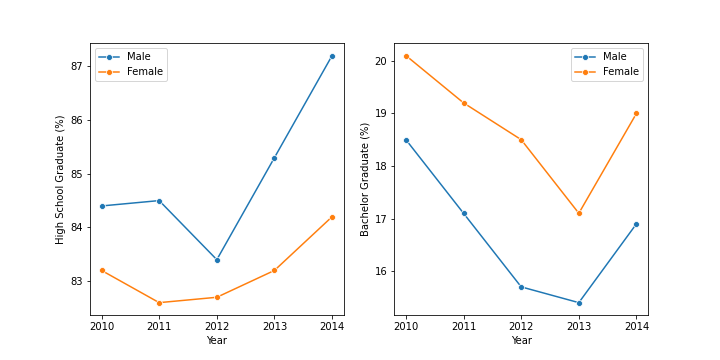 High School Graduate (%)
87
86
85
84
83
Male
Female
2010 2011 2012 2013 2014
Year
Bachelor Graduate (%)
20
19
18
17
16
Male
Female
2010 2011 2012 2013 2014
Year